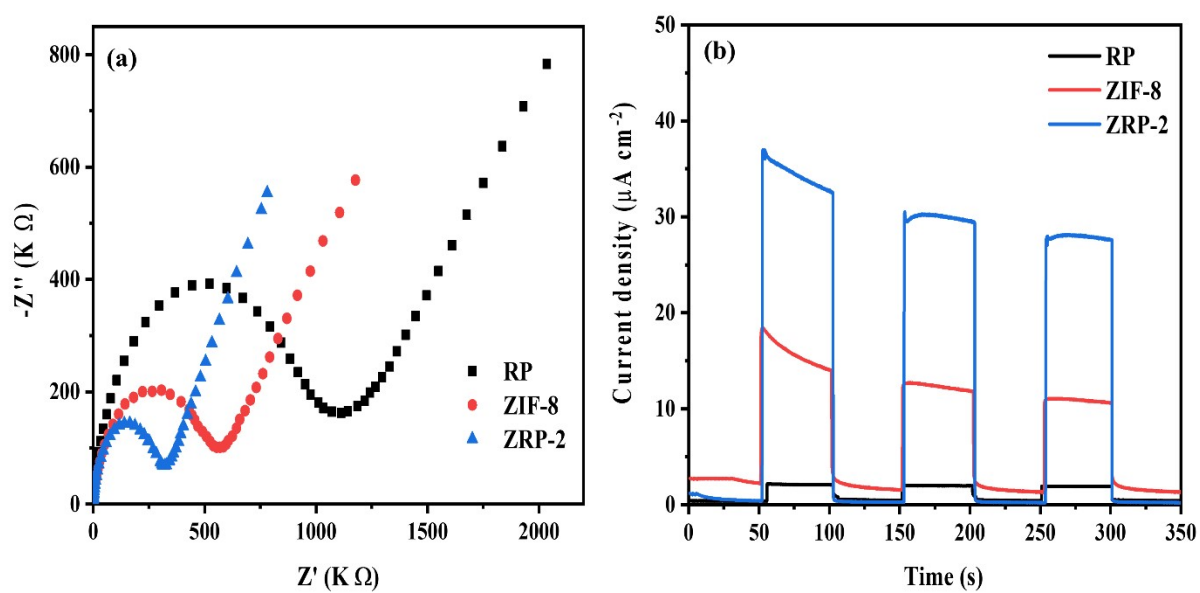 (a)
800
600
400
200
0
-Z'' (K Ω)
RP
ZIF-8
ZRP-2
0 500 1000 1500 2000
Z' (K Ω)
(b)
50
40
30
20
10
0
Current density (μA cm⁻²)
RP
ZIF-8
ZRP-2
0 50 100 150 200 250 300 350
Time (s)